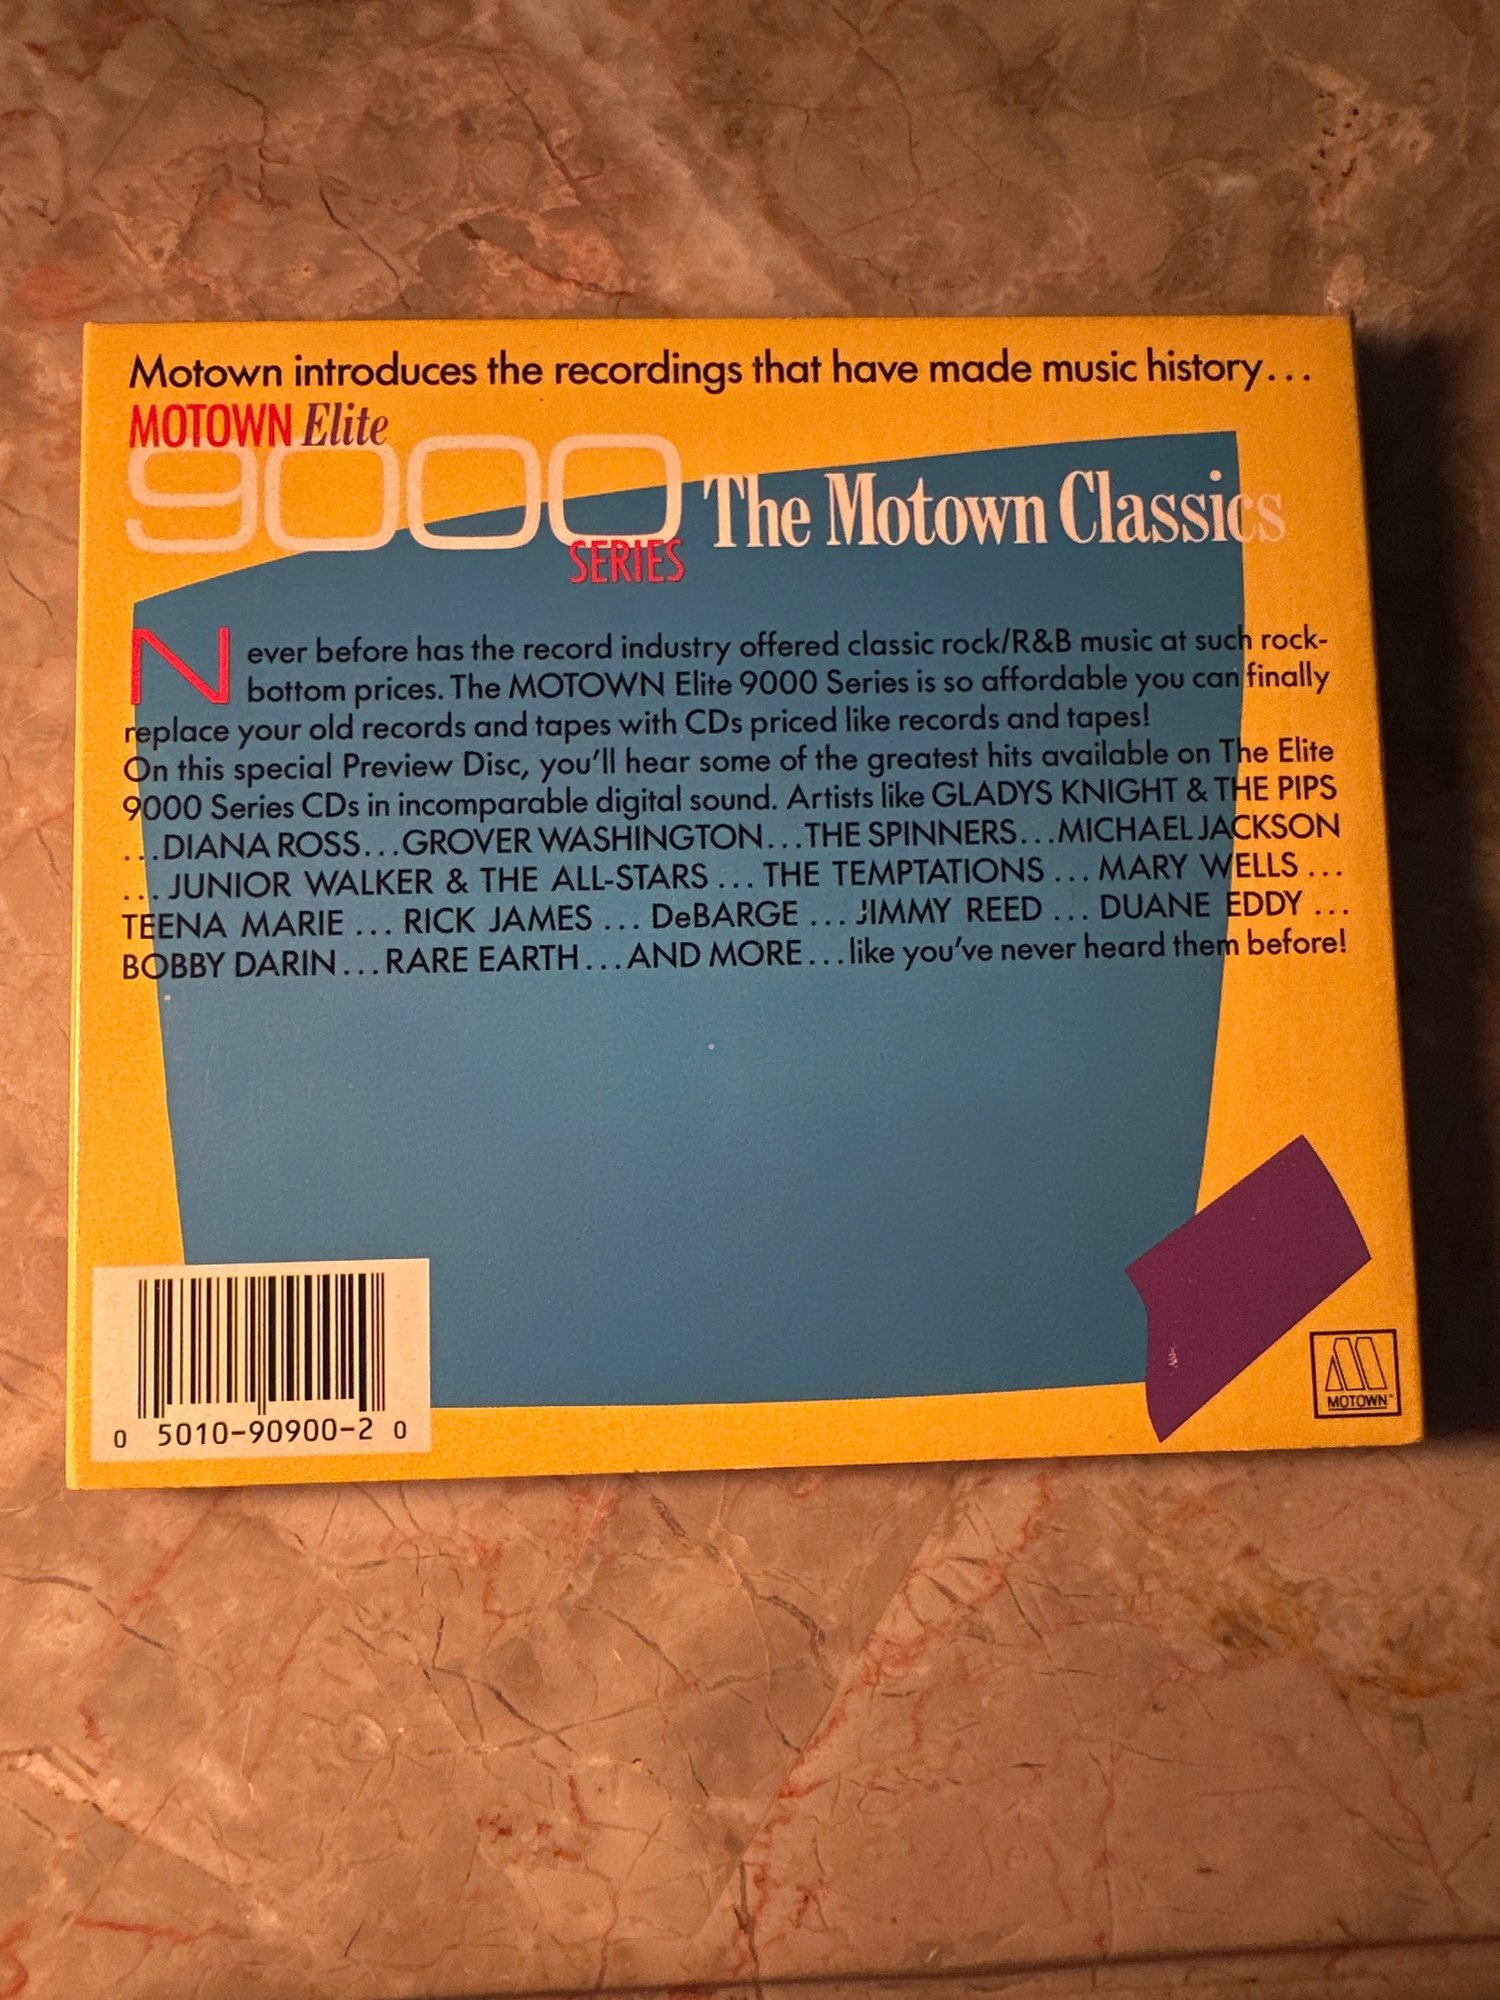 Motown introduces the recordings that have made music history...
MOTOWN Elite
9000 The Motown Classics
SERIES
Never before has the record industry offered classic rock/R&B music at such rock-
bottom prices. The MOTOWN Elite 9000 Series is so affordable you can finally
replace your old records and tapes with CDs priced like records and tapes!
On this special Preview Disc, you'll hear some of the greatest hits available on The Elite
9000 Series CDs in incomparable digital sound. Artists like GLADYS KNIGHT & THE PIPS
...DIANA ROSS...GROVER WASHINGTON...THE SPINNERS...MICHAEL JACKSON
... JUNIOR WALKER & THE ALL-STARS ... THE TEMPTATIONS ... MARY WELLS ...
TEENA MARIE ... RICK JAMES ... DeBARGE ... JIMMY REED ... DUANE EDDY ...
BOBBY DARIN...RARE EARTH...AND MORE...like you've never heard them before!
0 5010-90900-2 0
MOTOWN™